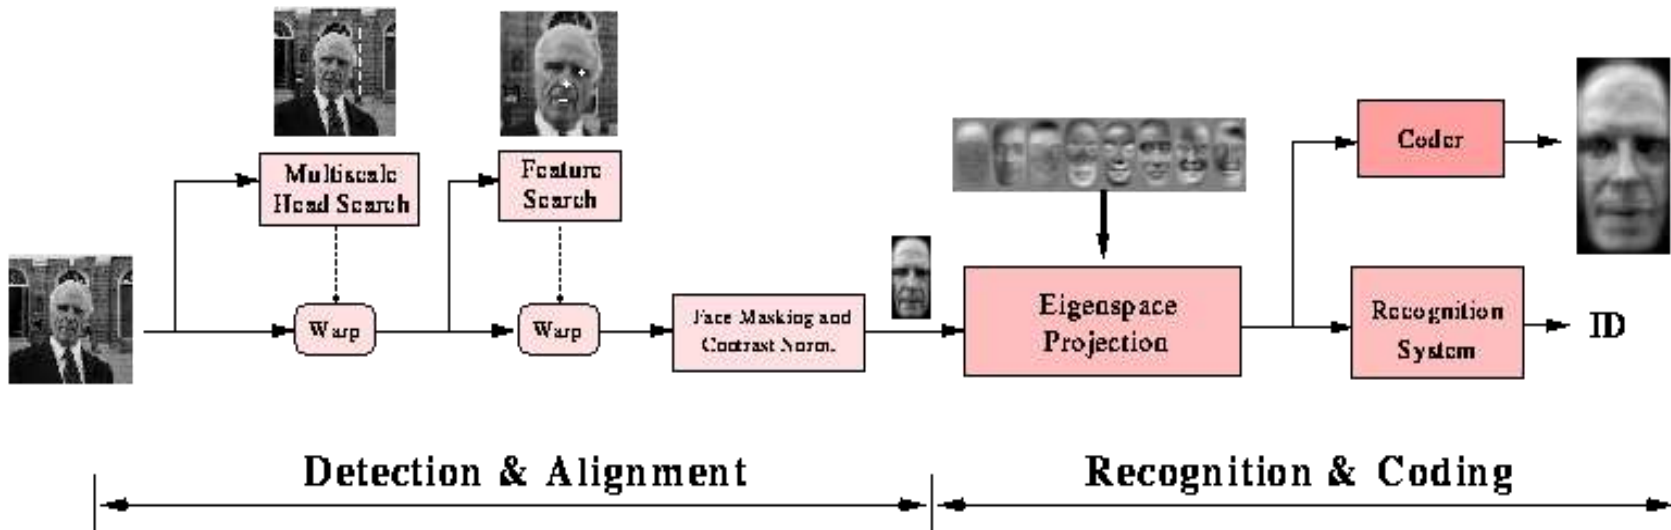 Multiscale
Head Search
Feature
Search
Warp
Warp
Face Masking and
Contrast Norm.
Eigenspace
Projection
Coder
Recognition
System
ID
Detection & Alignment
Recognition & Coding